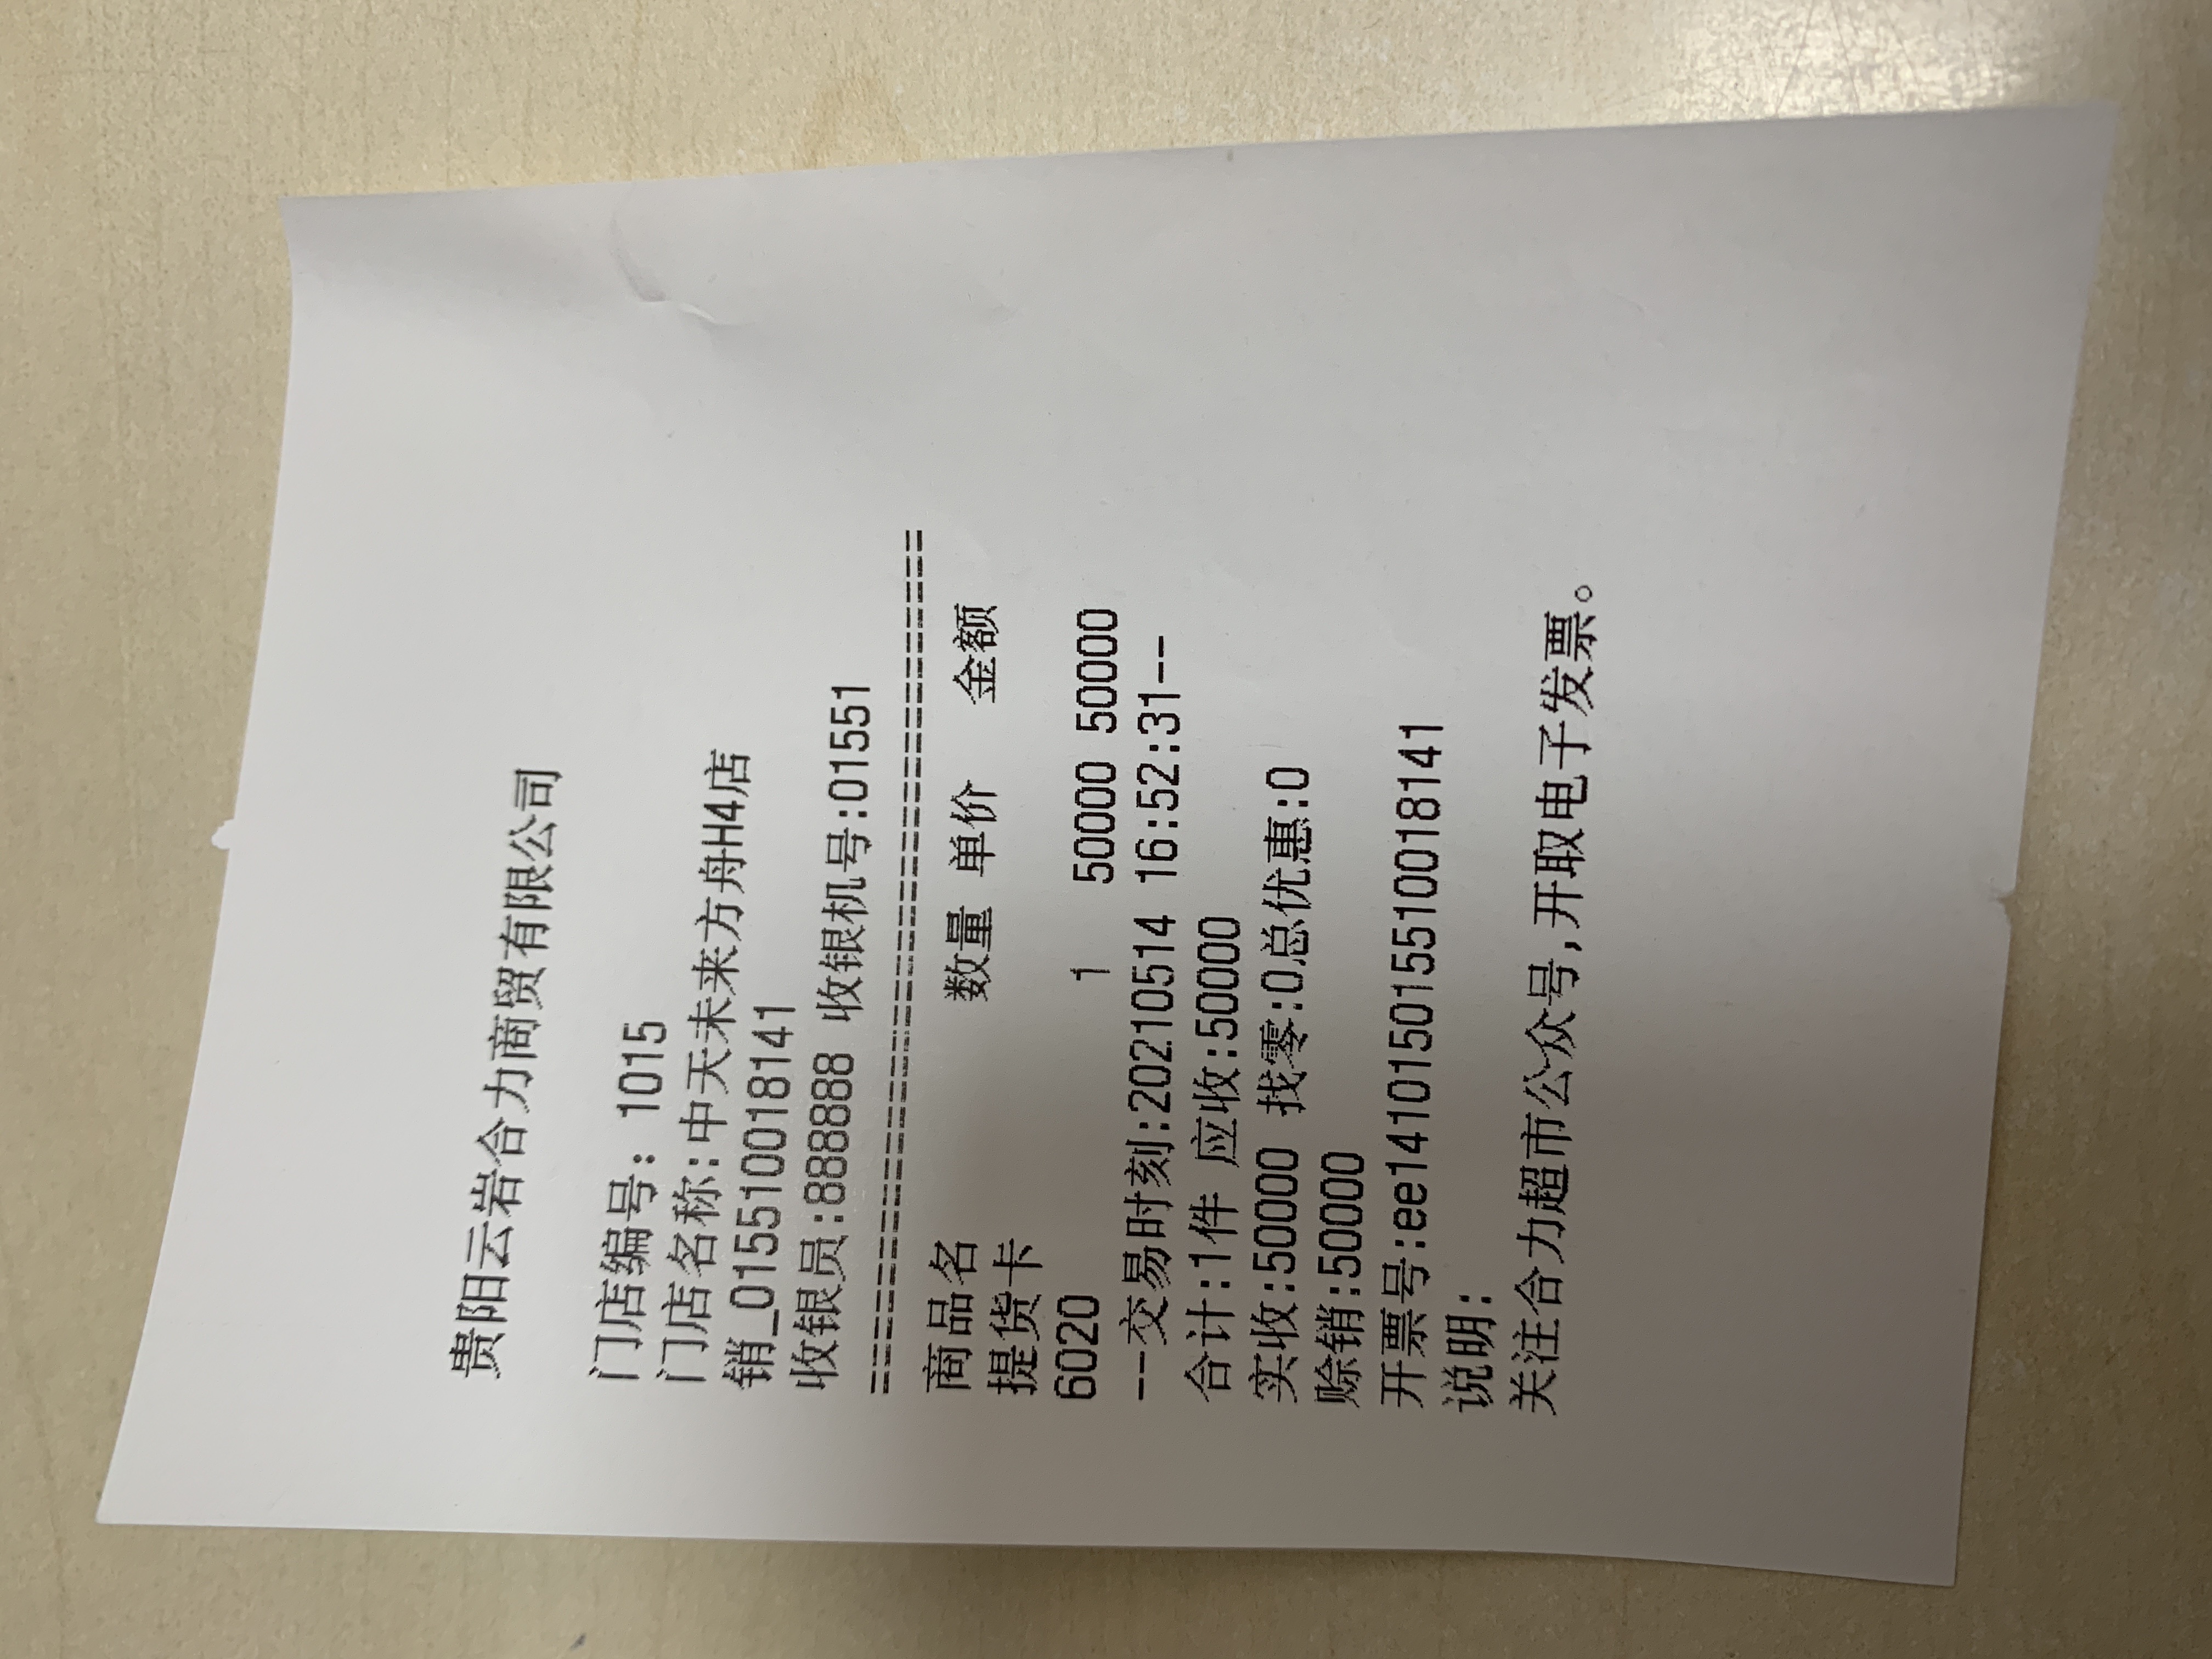 贵阳云岩合力商贸有限公司
门店编号: 1015
门店名称:中天未来方舟H4店
销_015510018141
收银员:888888 收银机号:01551
==========================================
商品名 数量 单价 金额
提货卡
6020 1 50000 50000
--交易时刻:20210514 16:52:31--
合计:1件 应收:50000
实收:50000 找零:0总优惠:0
赊销:50000
开票号:ee141015015510018141
说明:
关注合力超市公众号,开取电子发票。